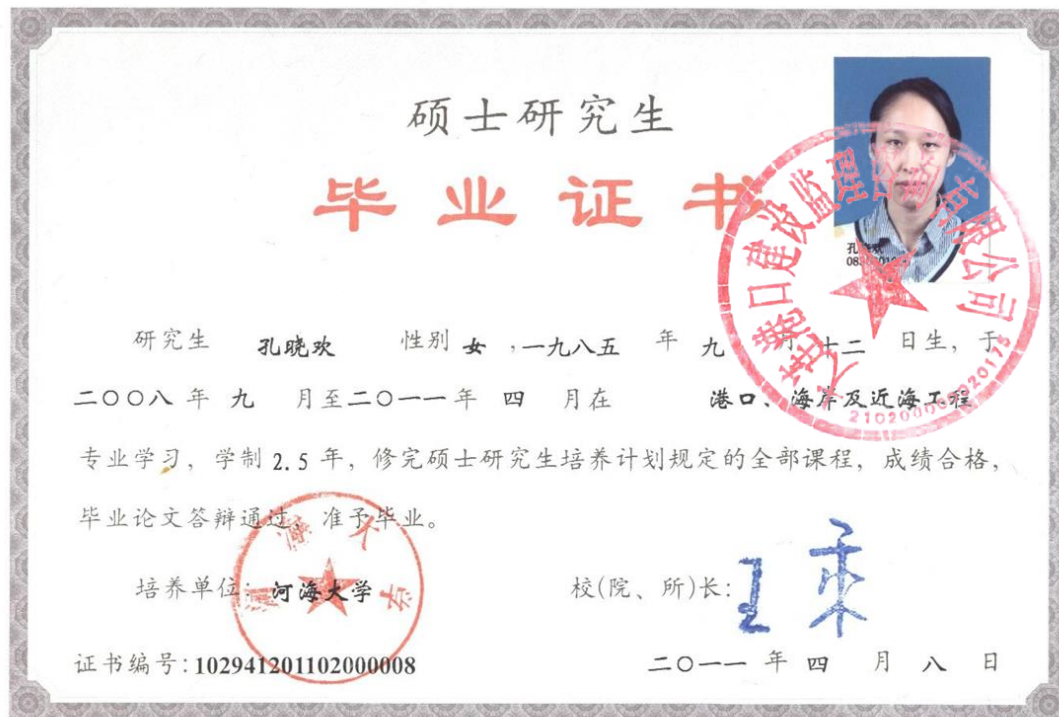 硕士研究生
毕业证书
研究生 孔晓欢 性别 女 ,一九八五 年 九 月 十二 日生, 于
二〇〇八 年 九 月至 二〇一一 年 四 月在 港口、海岸及近海工程
专业学习, 学制 2.5 年, 修完硕士研究生培养计划规定的全部课程, 成绩合格,
毕业论文答辩通过, 准予毕业。
培养单位: 河海大学
校(院、所)长:
证书编号:102941201102000008
二〇一一 年 四 月 八 日
河海大学